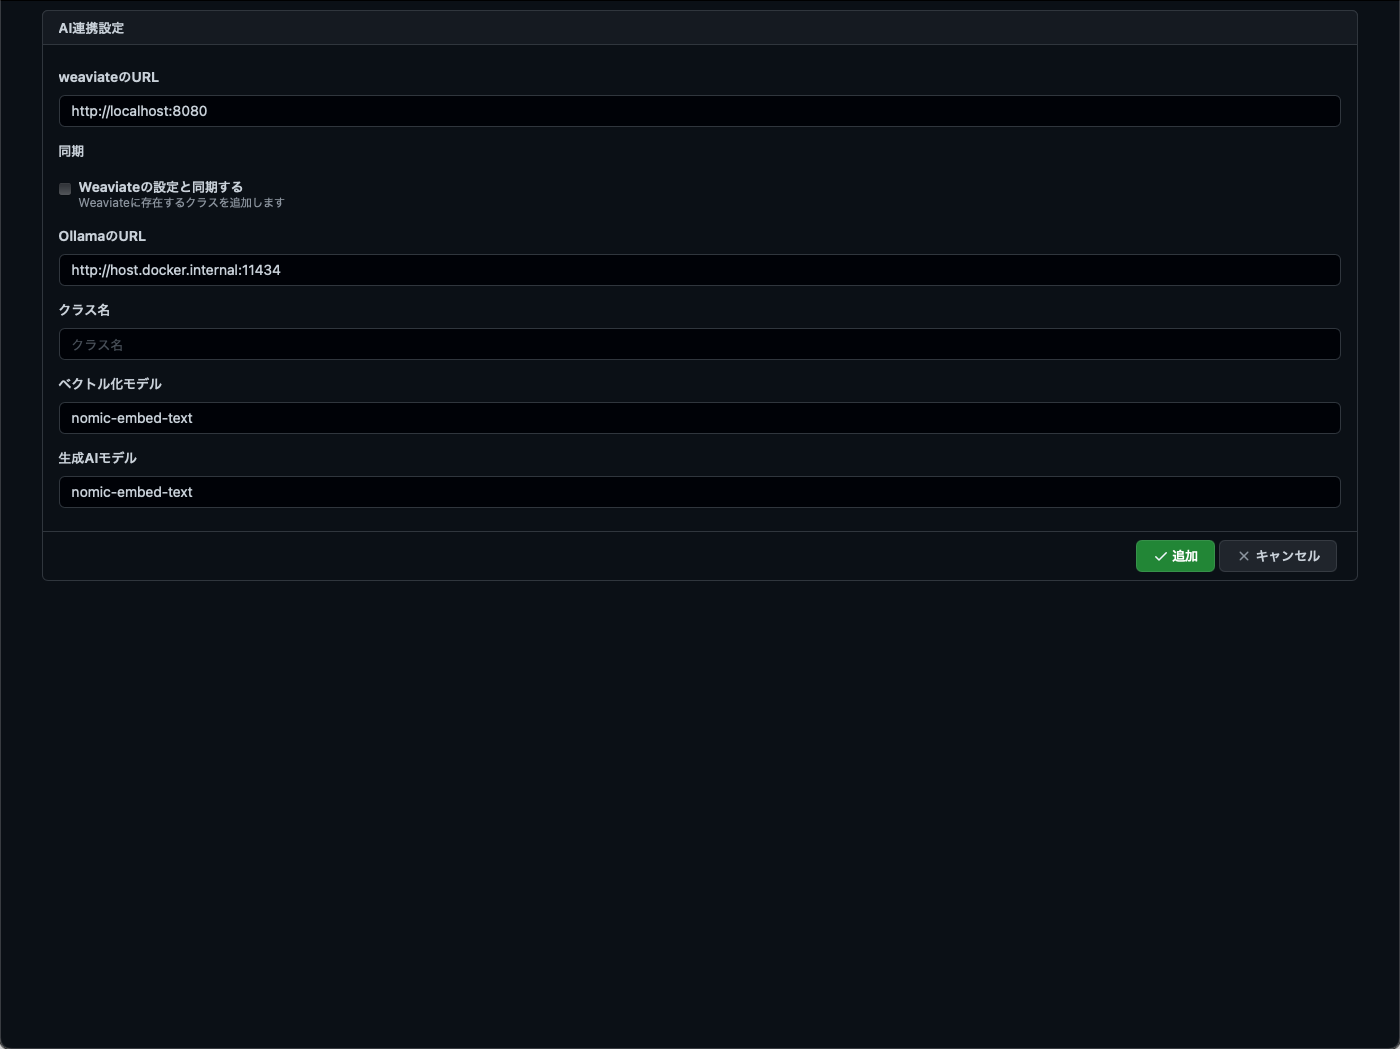 AI連携設定
weaviateのURL
http://localhost:8080
同期
Weaviateの設定と同期する
Weaviateに存在するクラスを追加します
OllamaのURL
http://host.docker.internal:11434
クラス名
クラス名
ベクトル化モデル
nomic-embed-text
生成AIモデル
nomic-embed-text
追加
キャンセル